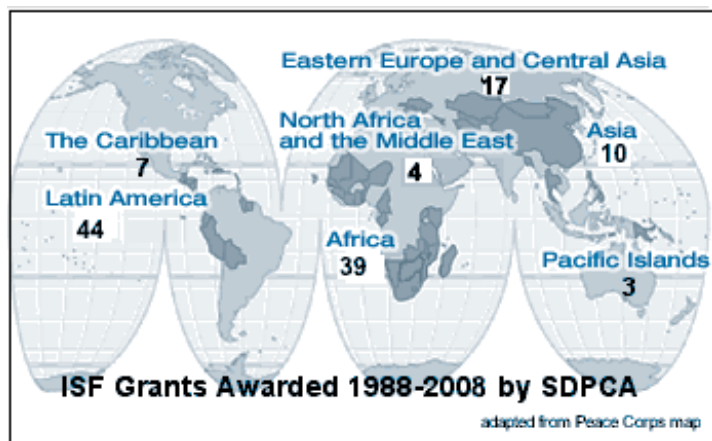 Eastern Europe and Central Asia
17
North Africa
and the Middle East
4
Asia
10
The Caribbean
7
Latin America
44
Africa
39
Pacific Islands
3
ISF Grants Awarded 1988-2008 by SDPCA
adapted from Peace Corps map